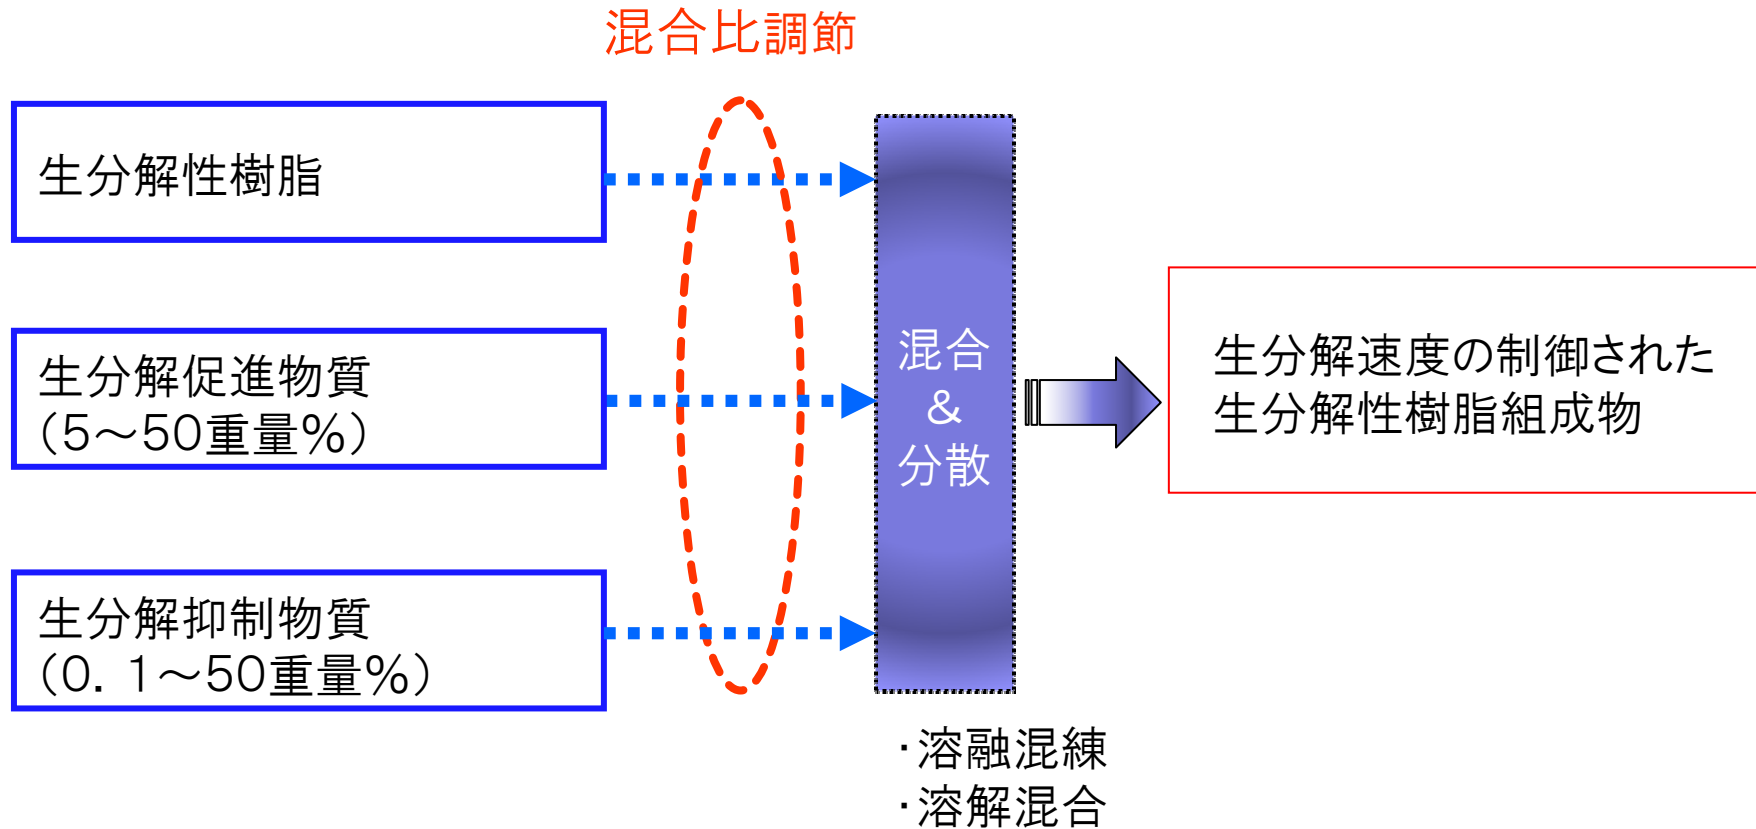 混合比調節
生分解性樹脂
生分解促進物質
(5～50重量%)
生分解抑制物質
(0．1～50重量%)
混合
&
分散
・溶融混練
・溶解混合
生分解速度の制御された
生分解性樹脂組成物